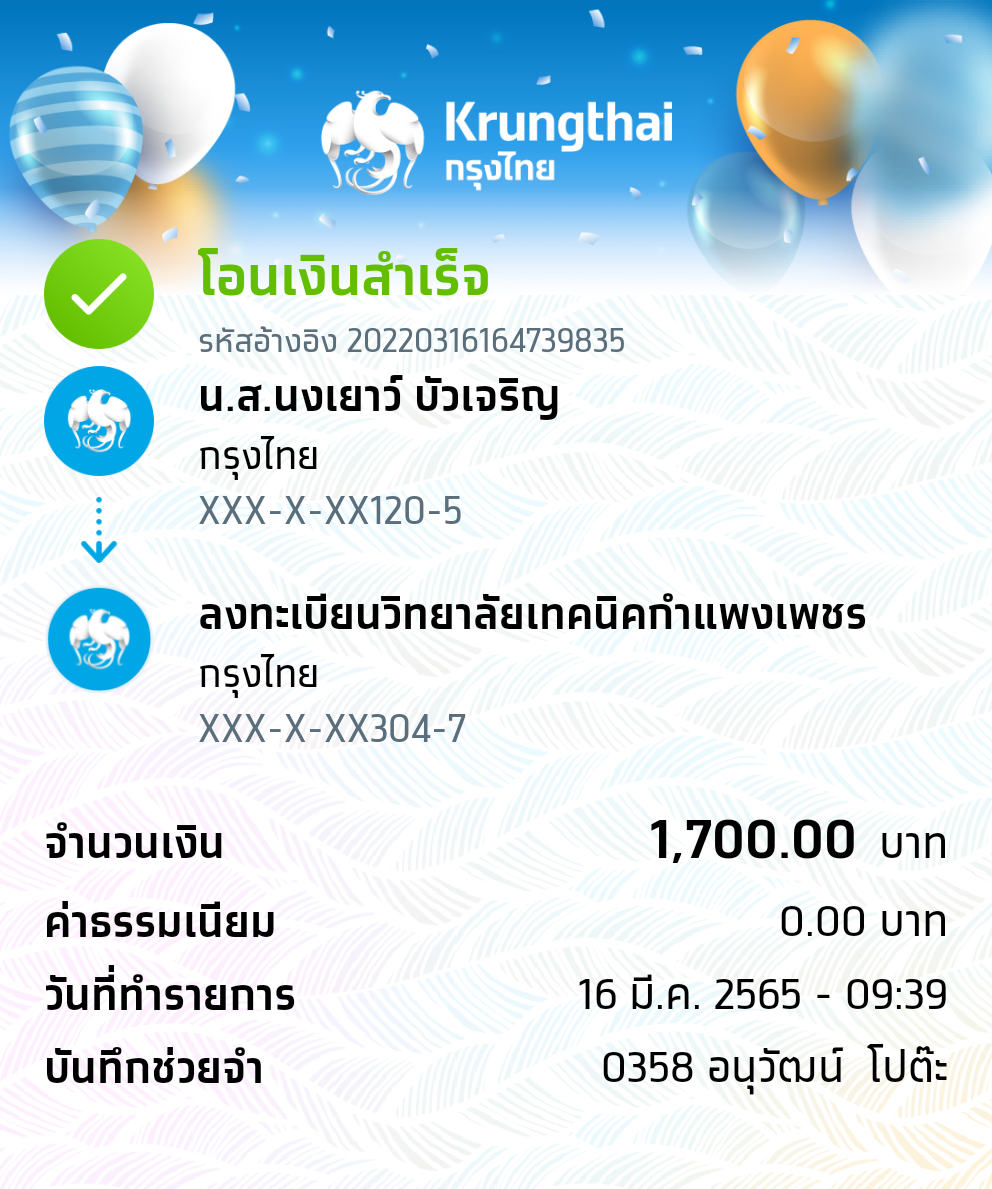 Krungthai
กรุงไทย
โอนเงินสำเร็จ
รหัสอ้างอิง 20220316164739835
น.ส.นงเยาว์ บัวเจริญ
กรุงไทย
XXX-X-XX120-5
ลงทะเบียนวิทยาลัยเทคนิคกำแพงเพชร
กรุงไทย
XXX-X-XX304-7
จำนวนเงิน 1,700.00 บาท
ค่าธรรมเนียม 0.00 บาท
วันที่ทำรายการ 16 มี.ค. 2565 - 09:39
บันทึกช่วยจำ 0358 อนุวัฒน์ โปต๊ะ